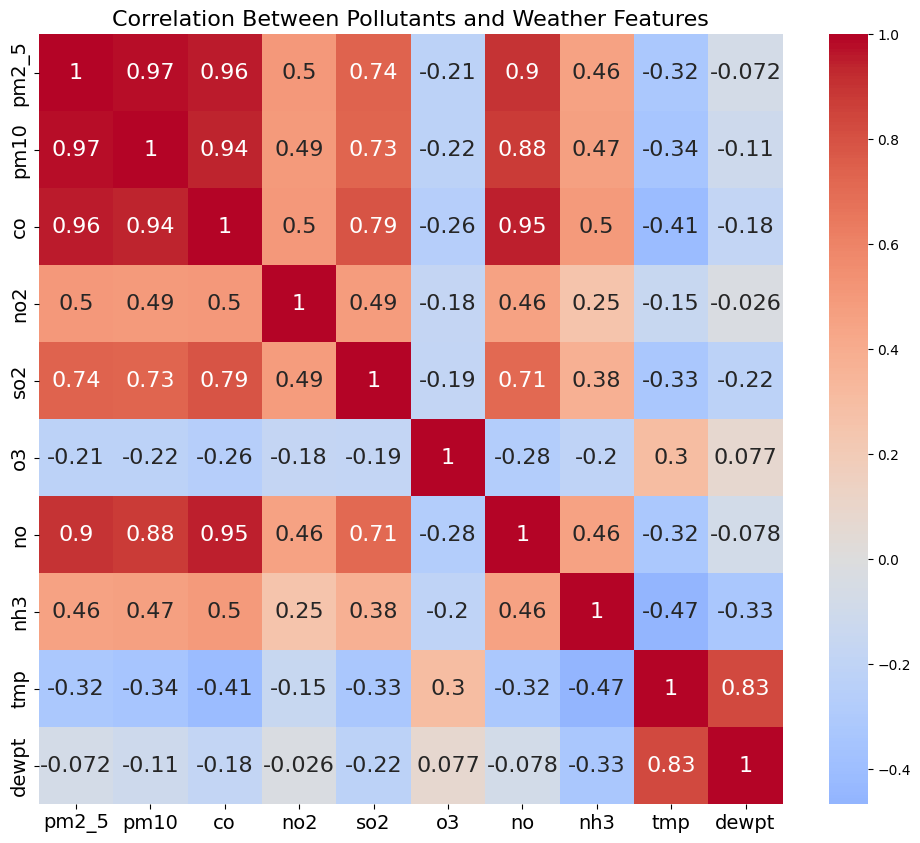 Correlation Between Pollutants and Weather Features
pm2_5 1 0.97 0.96 0.5 0.74 -0.21 0.9 0.46 -0.32 -0.072
pm10 0.97 1 0.94 0.49 0.73 -0.22 0.88 0.47 -0.34 -0.11
co 0.96 0.94 1 0.5 0.79 -0.26 0.95 0.5 -0.41 -0.18
no2 0.5 0.49 0.5 1 0.49 -0.18 0.46 0.25 -0.15 -0.026
so2 0.74 0.73 0.79 0.49 1 -0.19 0.71 0.38 -0.33 -0.22
o3 -0.21 -0.22 -0.26 -0.18 -0.19 1 -0.28 -0.2 0.3 0.077
no 0.9 0.88 0.95 0.46 0.71 -0.28 1 0.46 -0.32 -0.078
nh3 0.46 0.47 0.5 0.25 0.38 -0.2 0.46 1 -0.47 -0.33
tmp -0.32 -0.34 -0.41 -0.15 -0.33 0.3 -0.32 -0.47 1 0.83
dewpt -0.072 -0.11 -0.18 -0.026 -0.22 0.077 -0.078 -0.33 0.83 1
pm2_5 pm10 co no2 so2 o3 no nh3 tmp dewpt
1.0
0.8
0.6
0.4
0.2
0.0
−0.2
−0.4